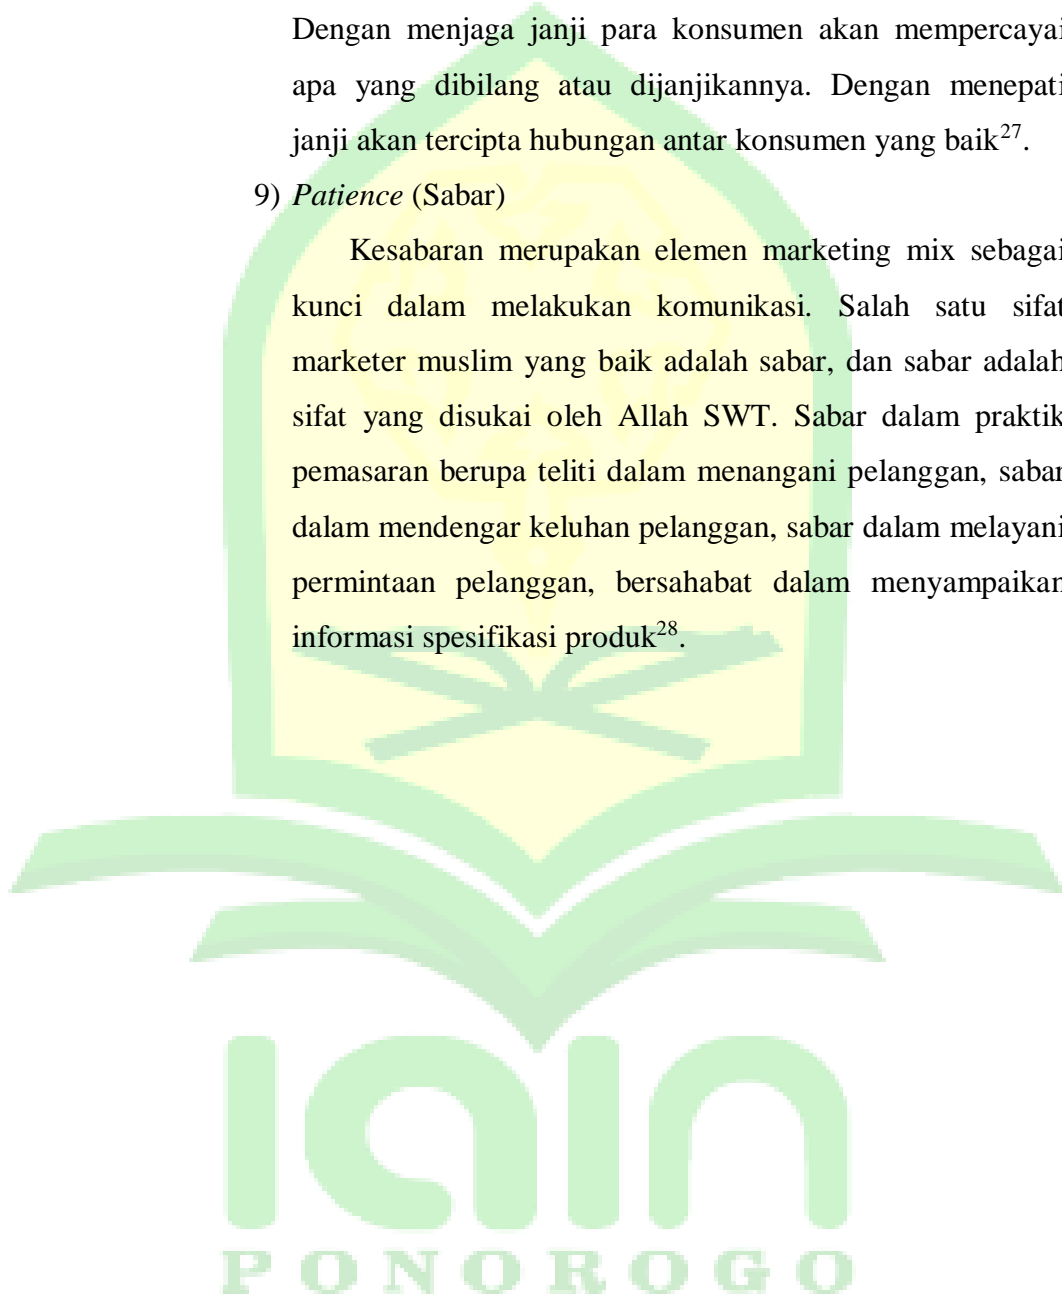 Dengan menjaga janji para konsumen akan mempercayai
apa yang dibilang atau dijanjikannya. Dengan menepati
janji akan tercipta hubungan antar konsumen yang baik27.
9) Patience (Sabar)
Kesabaran merupakan elemen marketing mix sebagai
kunci dalam melakukan komunikasi. Salah satu sifat
marketer muslim yang baik adalah sabar, dan sabar adalah
sifat yang disukai oleh Allah SWT. Sabar dalam praktik
pemasaran berupa teliti dalam menangani pelanggan, sabar
dalam mendengar keluhan pelanggan, sabar dalam melayani
permintaan pelanggan, bersahabat dalam menyampaikan
informasi spesifikasi produk28.
iain
PONOROGO